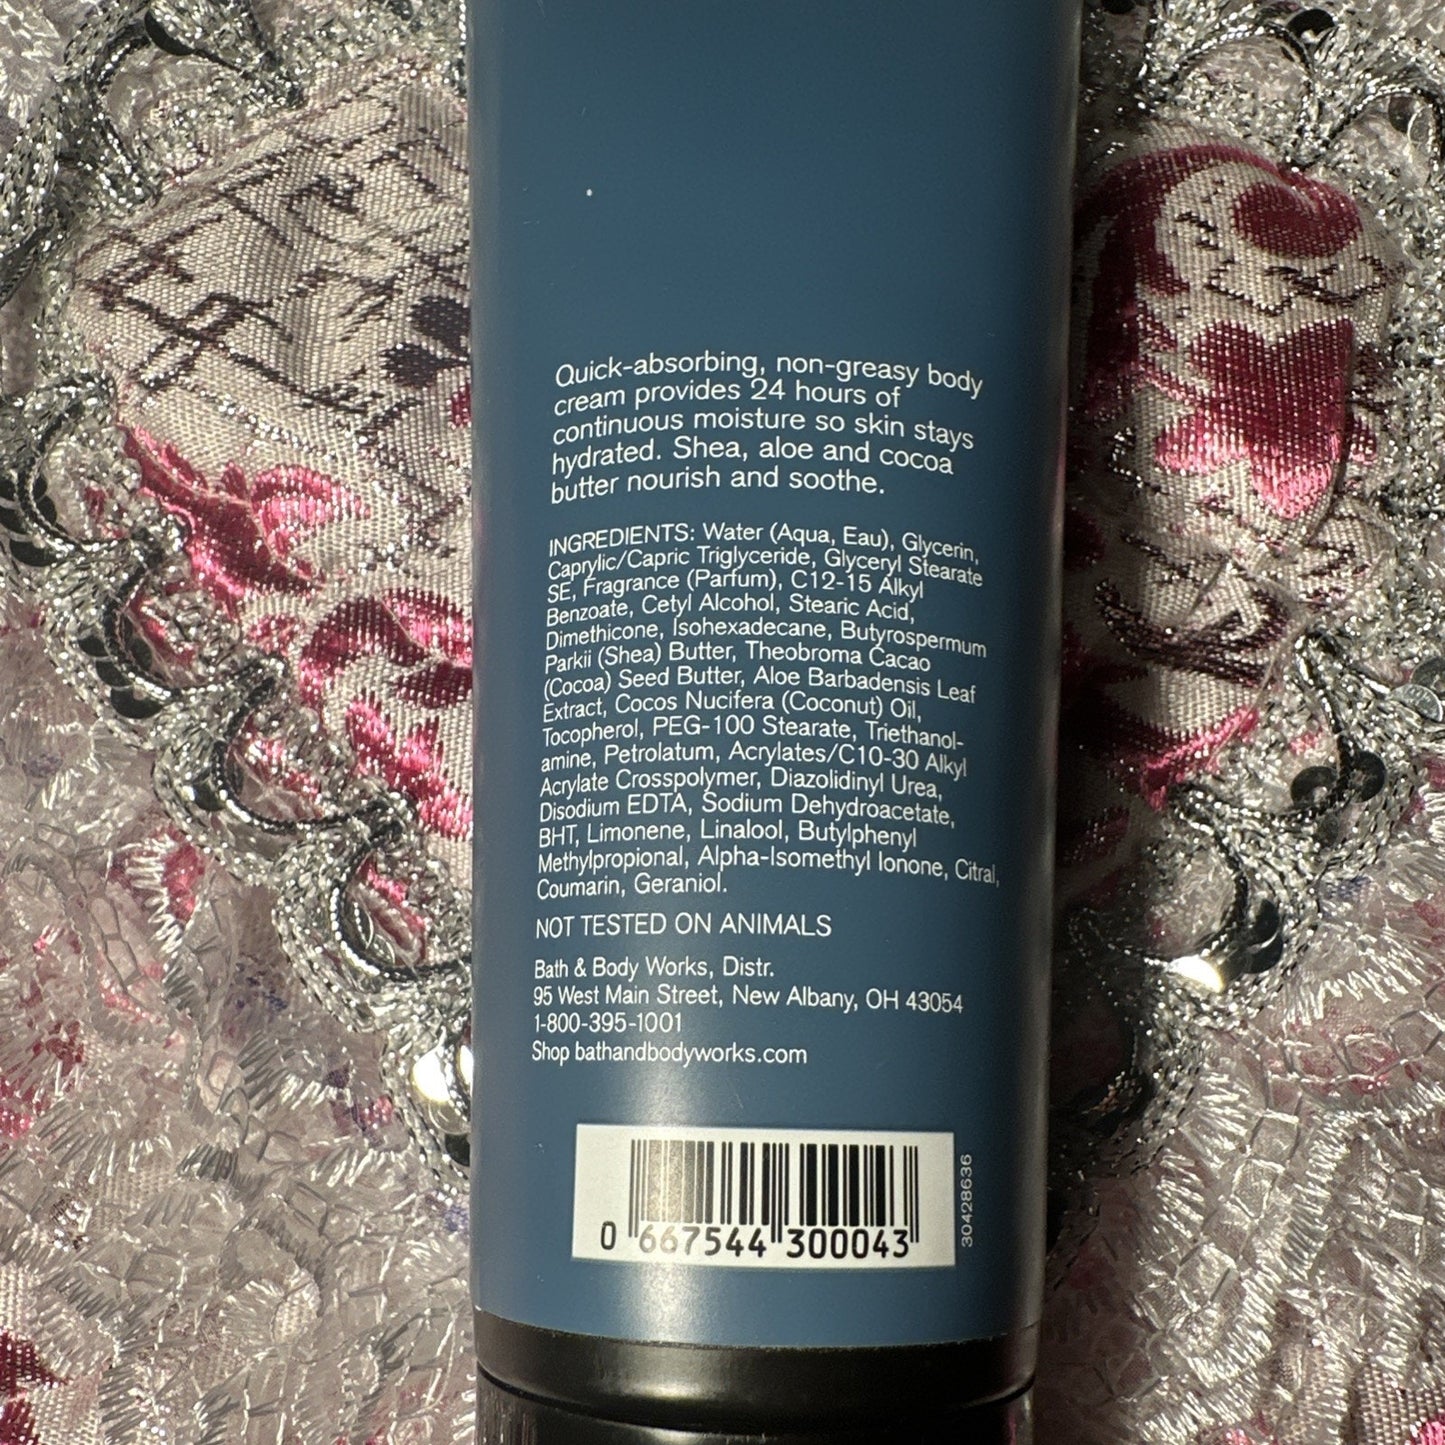 Quick-absorbing, non-greasy body
cream provides 24 hours of
continuous moisture so skin stays
hydrated. Shea, aloe and cocoa
butter nourish and soothe.
INGREDIENTS: Water (Aqua, Eau), Glycerin,
Caprylic/Capric Triglyceride, Glyceryl Stearate
SE, Fragrance (Parfum), C12-15 Alkyl
Benzoate, Cetyl Alcohol, Stearic Acid,
Dimethicone, Isohexadecane, Butyrospermum
Parkii (Shea) Butter, Theobroma Cacao
(Cocoa) Seed Butter, Aloe Barbadensis Leaf
Extract, Cocos Nucifera (Coconut) Oil,
Tocopherol, PEG-100 Stearate, Triethanol-
amine, Petrolatum, Acrylates/C10-30 Alkyl
Acrylate Crosspolymer, Diazolidinyl Urea,
Disodium EDTA, Sodium Dehydroacetate,
BHT, Limonene, Linalool, Butylphenyl
Methylpropional, Alpha-Isomethyl Ionone, Citral,
Coumarin, Geraniol.
NOT TESTED ON ANIMALS
Bath & Body Works, Distr.
95 West Main Street, New Albany, OH 43054
1-800-395-1001
Shop bathandbodyworks.com
0 667544 300043
30428636